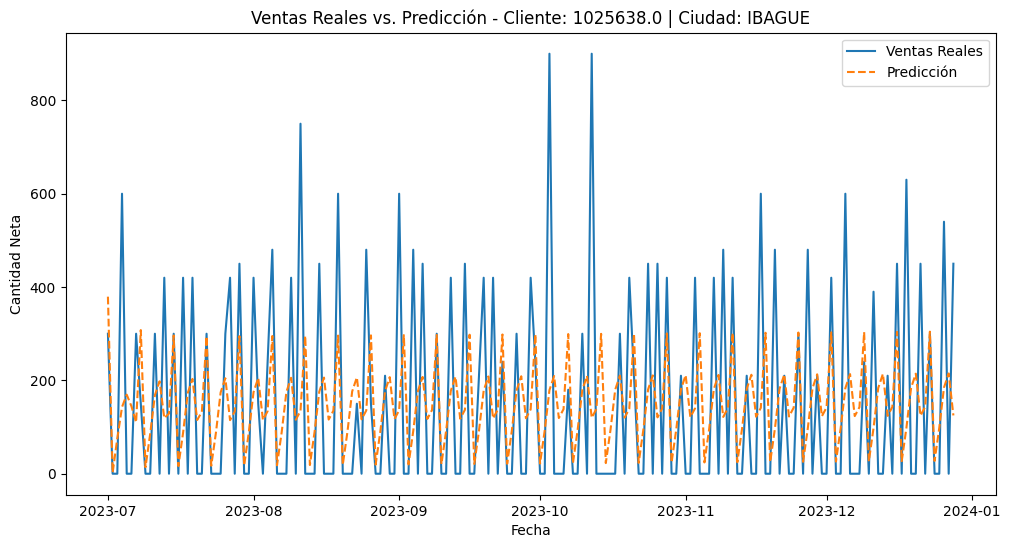 Ventas Reales vs. Predicción - Cliente: 1025638.0 | Ciudad: IBAGUE
Ventas Reales
Predicción
Cantidad Neta
800
600
400
200
0
2023-07
2023-08
2023-09
2023-10
2023-11
2023-12
2024-01
Fecha